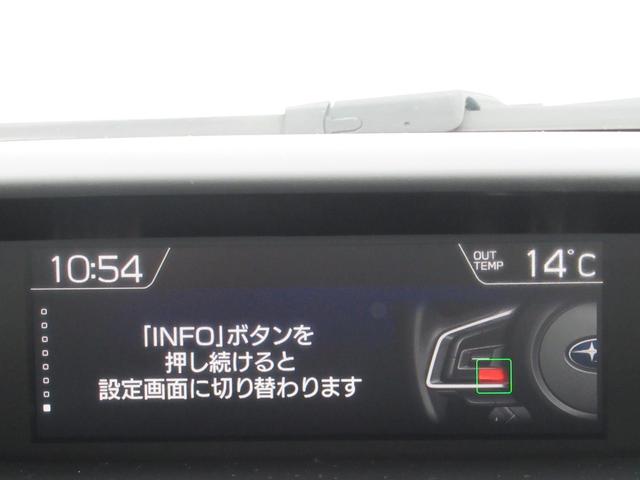 10:54
OUT
TEMP
14°C
「INFO」ボタンを
押し続けると
設定画面に切り替わります